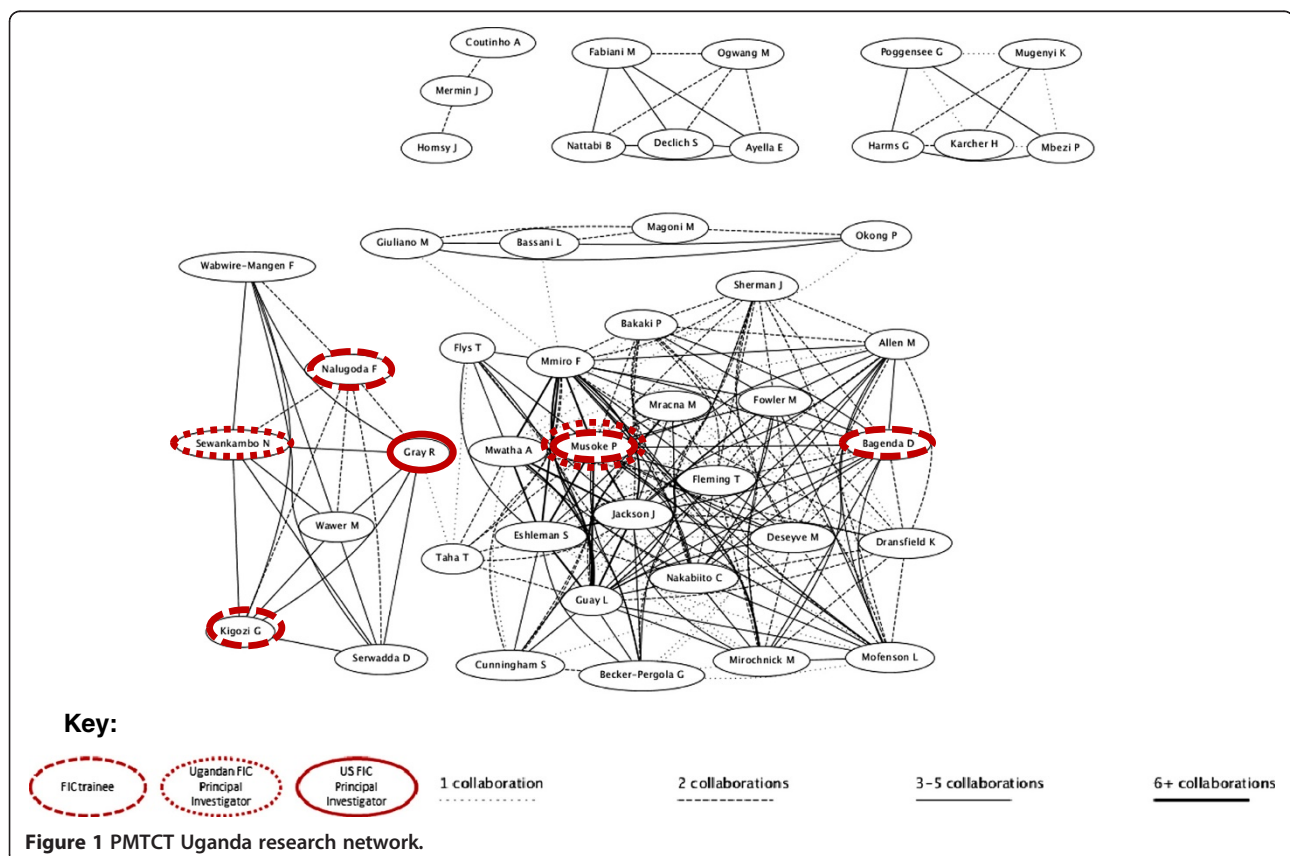 Coutinho A
Fabiani M
Ogwang M
Poggensee G
Mugenyi K
Mermin J
Homsy J
Nattabi B
Declich S
Ayella E
Harms G
Karcher H
Mbezi P
Magoni M
Giuliano M
Bassani L
Okong P
Wabwire-Mangen F
Sherman J
Bakaki P
Flys T
Mmiro F
Allen M
Nalugoda F
Mracna M
Fowler M
Sewankambo N
Gray R
Mwatha A
Musoke P
Bagenda D
Fleming T
Wawer M
Jackson J
Eshleman S
Deseyve M
Dransfield K
Taha T
Nakabiito C
Guay L
Kigozi G
Serwadda D
Cunningham S
Becker-Pergola G
Mirochnick M
Mofenson L
Key:
FIC trainee
Ugandan FIC
Principal
Investigator
US FIC
Principal
Investigator
1 collaboration
2 collaborations
3-5 collaborations
6+ collaborations
Figure 1 PMTCT Uganda research network.